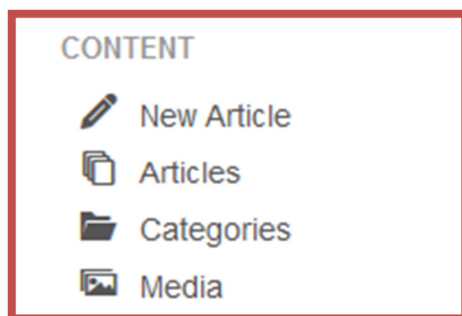 CONTENT
New Article
Articles
Categories
Media